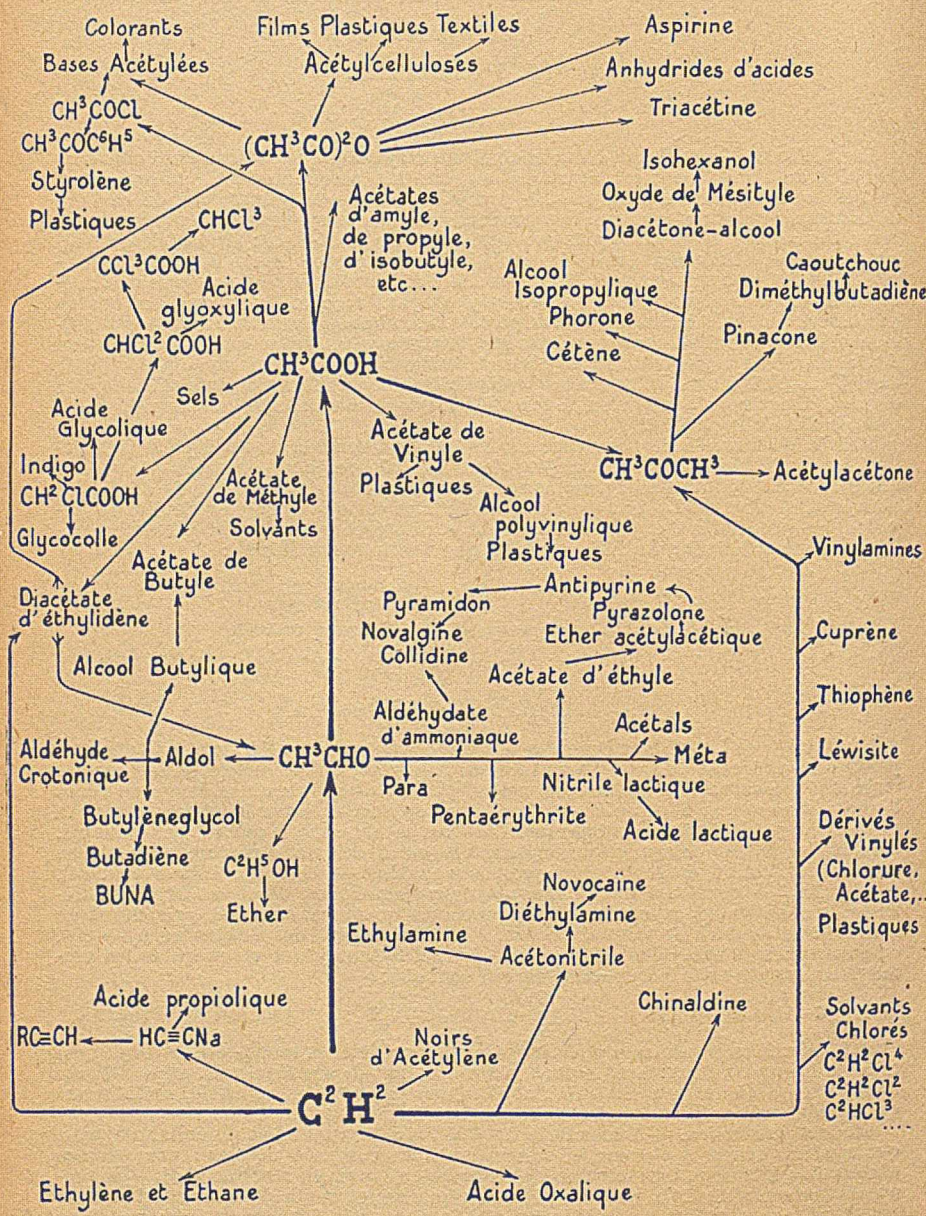 Colorants
Films Plastiques Textiles
Aspirine
Bases Acétylées
Acétylcelluloses
Anhydrides d'acides
CH³COCl
Triacétine
CH³COC⁶H⁵
(CH³CO)²O
Styrolène
Plastiques
Isohexanol
Oxyde de Mésityle
Diacétone-alcool
Acétates
d'amyle,
de propyle,
d'isobutyle,
etc...
CHCl³
CCl³COOH
Acide
glyoxylique
CHCl²COOH
Alcool
Isopropylique
Phorone
Cétène
Caoutchouc
Diméthylbutadiène
Pinacone
CH³COOH
Sels
Acide
Glycolique
Indigo
CH²ClCOOH
Glycocolle
Acétate
de Méthyle
Solvants
Acétate de
Vinyle
Plastiques
Alcool
polyvinylique
Plastiques
CH³COCH³
Acétylacétone
Vinylamines
Acétate de
Butyle
Diacétate
d'éthylidène
Alcool Butylique
Antipyrine
Pyramidon
Pyrazolone
Novalgine
Collidine
Ether acétylacétique
Acétate d'éthyle
Cuprène
Thiophène
Léwisite
Aldéhydate
d'ammoniaque
Acétals
Aldéhyde
Crotonique
Aldol
CH³CHO
Méta
Para
Nitrile lactique
Pentaérythrite
Acide lactique
Butylèneglycol
Butadiène
BUNA
C²H⁵OH
Ether
Dérivés
Vinylés
(Chlorure,
Acétate,..
Plastiques
Novocaïne
Diéthylamine
Ethylamine
Acétonitrile
Acide propiolique
RC≡CH
HC≡CNa
Noirs
d'Acétylène
Chinaldine
Solvants
Chlorés
C²H²Cl⁴
C²H²Cl²
C²HCl³
....
C²H²
Ethylène et Ethane
Acide Oxalique